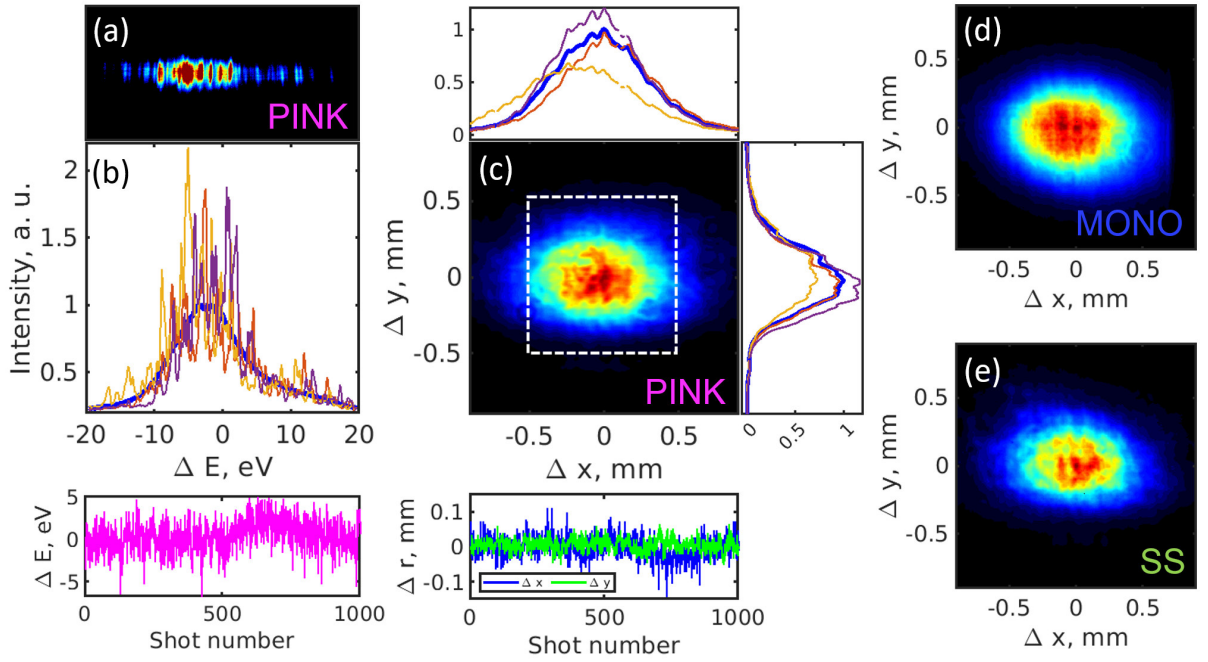 (a)
PINK
(b)
Intensity, a. u.
2
1.5
1
0.5
-20 -10 0 10 20
Δ E, eV
5
0
-5
Δ E, eV
0 500 1000
Shot number
1
0.5
0
(c)
PINK
0.5
0
-0.5
Δ y, mm
-0.5 0 0.5
Δ x, mm
0 0.5 1
0.1
0
-0.1
Δ r, mm
Δ x Δ y
0 500 1000
Shot number
(d)
MONO
0.5
0
-0.5
Δ y, mm
-0.5 0 0.5
Δ x, mm
(e)
SS
0.5
0
-0.5
Δ y, mm
-0.5 0 0.5
Δ x, mm